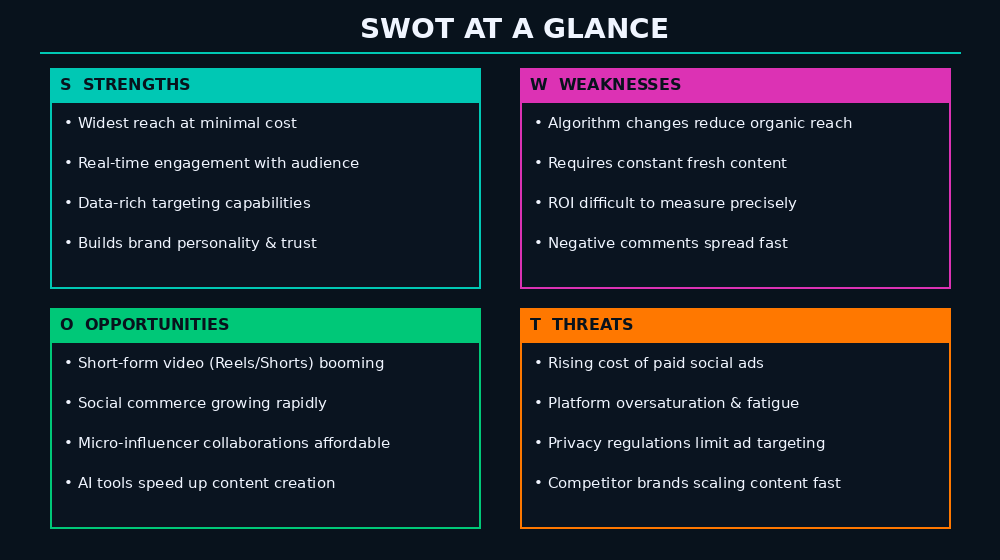 SWOT AT A GLANCE
S STRENGTHS
• Widest reach at minimal cost
• Real-time engagement with audience
• Data-rich targeting capabilities
• Builds brand personality & trust
W WEAKNESSES
• Algorithm changes reduce organic reach
• Requires constant fresh content
• ROI difficult to measure precisely
• Negative comments spread fast
O OPPORTUNITIES
• Short-form video (Reels/Shorts) booming
• Social commerce growing rapidly
• Micro-influencer collaborations affordable
• AI tools speed up content creation
T THREATS
• Rising cost of paid social ads
• Platform oversaturation & fatigue
• Privacy regulations limit ad targeting
• Competitor brands scaling content fast